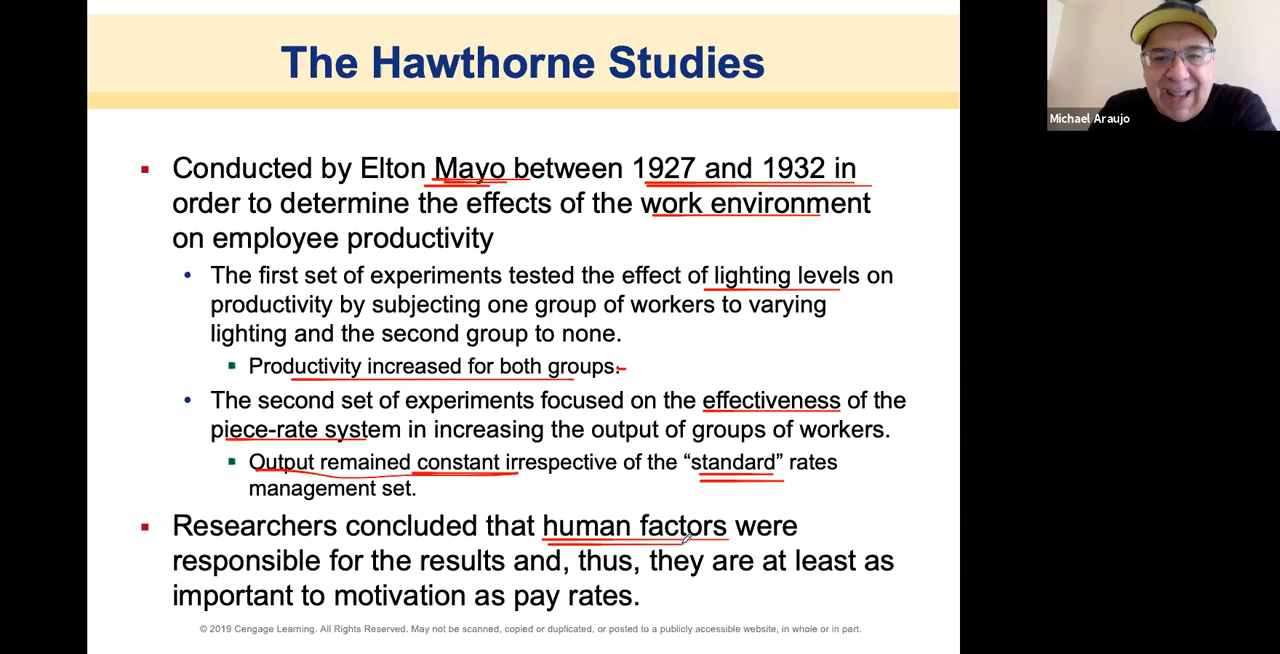 The Hawthorne Studies
Michael Araujo
▪ Conducted by Elton Mayo between 1927 and 1932 in
order to determine the effects of the work environment
on employee productivity
• The first set of experiments tested the effect of lighting levels on
productivity by subjecting one group of workers to varying
lighting and the second group to none.
▪ Productivity increased for both groups.
• The second set of experiments focused on the effectiveness of the
piece-rate system in increasing the output of groups of workers.
▪ Output remained constant irrespective of the “standard” rates
management set.
▪ Researchers concluded that human factors were
responsible for the results and, thus, they are at least as
important to motivation as pay rates.
© 2019 Cengage Learning. All Rights Reserved. May not be scanned, copied or duplicated, or posted to a publicly accessible website, in whole or in part.